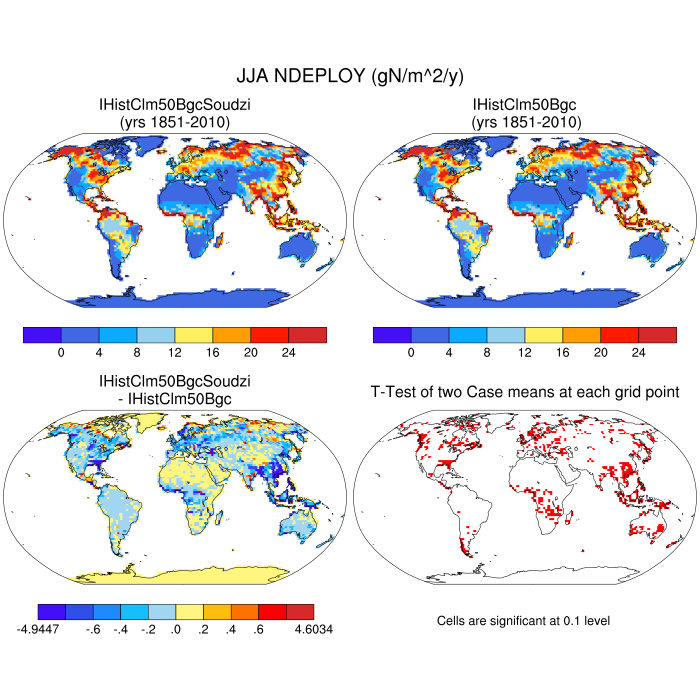 JJA NDEPLOY (gN/m^2/y)
IHistClm50BgcSoudzi
(yrs 1851-2010)
IHistClm50Bgc
(yrs 1851-2010)
0 4 8 12 16 20 24
0 4 8 12 16 20 24
IHistClm50BgcSoudzi
- IHistClm50Bgc
T-Test of two Case means at each grid point
-4.9447 -.6 -.4 -.2 .0 .2 .4 .6 4.6034
Cells are significant at 0.1 level